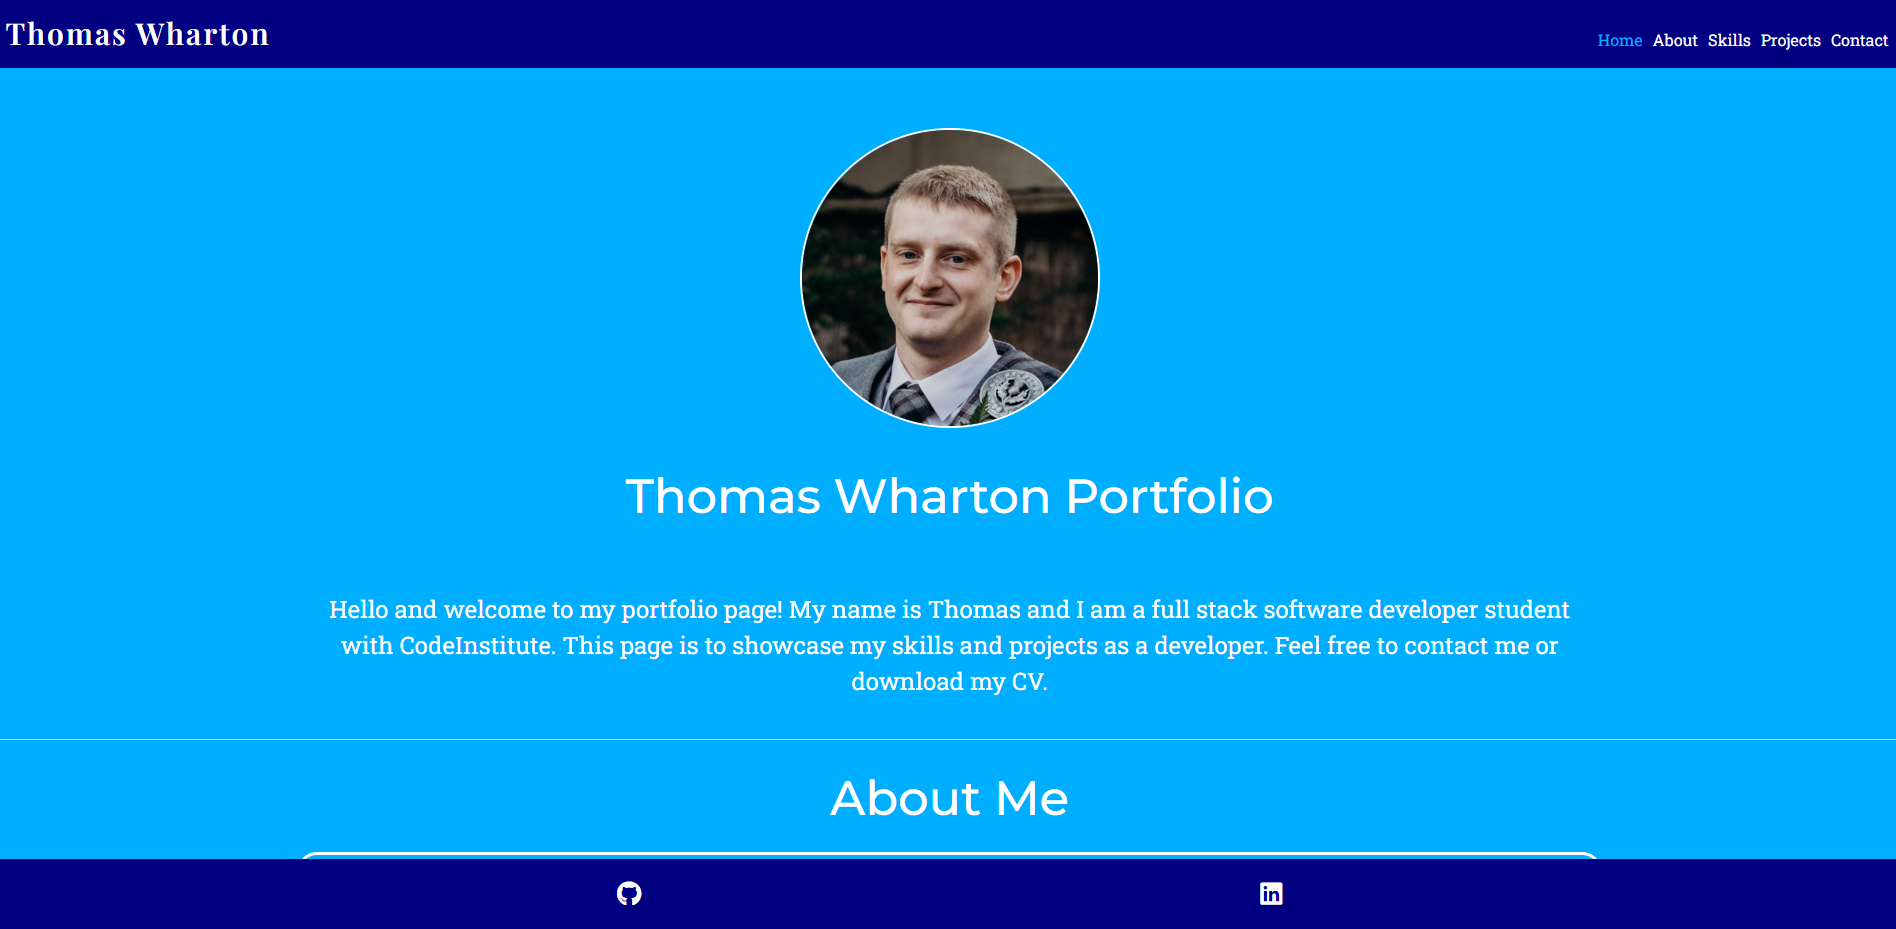 Thomas Wharton
Home About Skills Projects Contact
Thomas Wharton Portfolio
Hello and welcome to my portfolio page! My name is Thomas and I am a full stack software developer student
with CodeInstitute. This page is to showcase my skills and projects as a developer. Feel free to contact me or
download my CV.
About Me
in